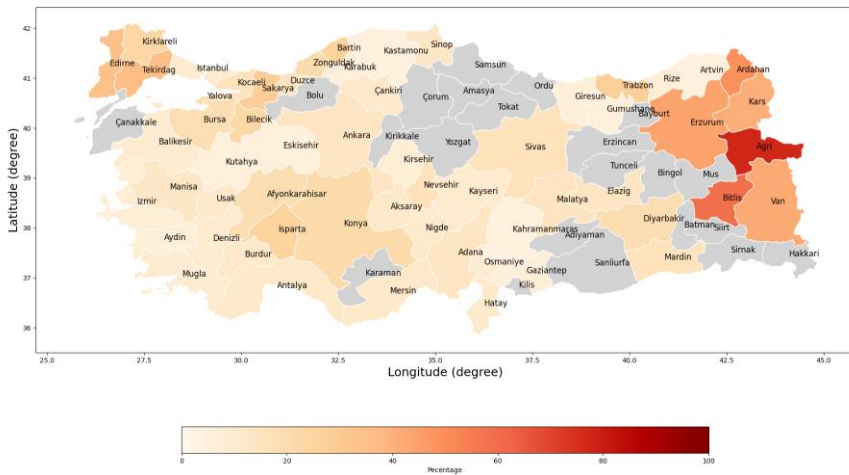 42
41
40
39
38
37
36
Latitude (degree)
Kirklareli
Edirne
Tekirdag
Istanbul
Kocaeli
Sakarya
Yalova
Duzce
Bolu
Zonguldak
Bartin
Karabuk
Kastamonu
Sinop
Samsun
Çankiri
Çorum
Amasya
Tokat
Ordu
Giresun
Trabzon
Gumushane
Bayburt
Rize
Artvin
Ardahan
Kars
Çanakkale
Balikesir
Bursa
Bilecik
Eskisehir
Kutahya
Ankara
Kirikkale
Yozgat
Kirsehir
Sivas
Erzincan
Erzurum
Agri
Tunceli
Bingol
Mus
Bitlis
Van
Manisa
Izmir
Usak
Afyonkarahisar
Aydin
Denizli
Isparta
Burdur
Mugla
Antalya
Konya
Aksaray
Nevsehir
Nigde
Kayseri
Karaman
Mersin
Adana
Osmaniye
Hatay
Kahramanmaras
Malatya
Elazig
Adiyaman
Gaziantep
Kilis
Sanliurfa
Diyarbakir
Mardin
Batman
Siirt
Sirnak
Hakkari
25.0 27.5 30.0 32.5 35.0 37.5 40.0 42.5 45.0
Longitude (degree)
0 20 40 60 80 100
Pecentage